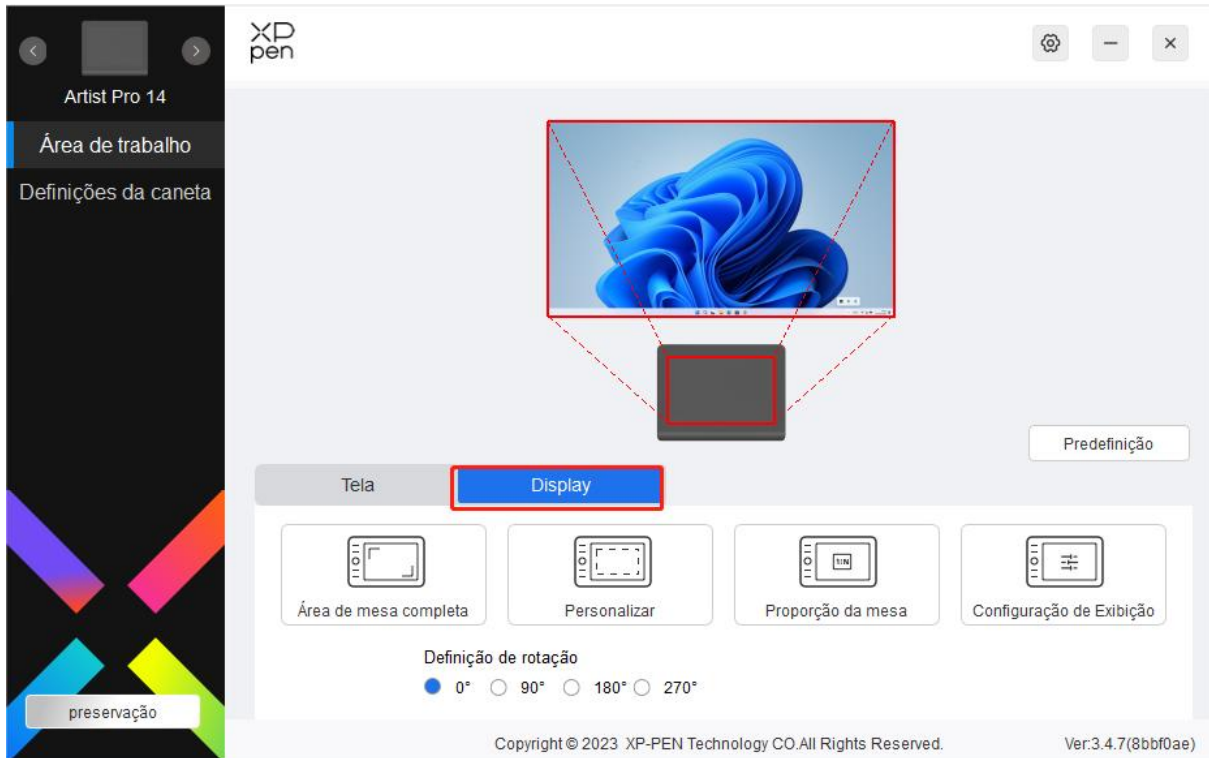 XP
pen
Artist Pro 14
Área de trabalho
Definições da caneta
Predefinição
Tela
Display
1:N
Área de mesa completa
Personalizar
Proporção da mesa
Configuração de Exibição
Definição de rotação
0° 90° 180° 270°
preservação
Copyright © 2023 XP-PEN Technology CO.All Rights Reserved.
Ver:3.4.7(8bbf0ae)